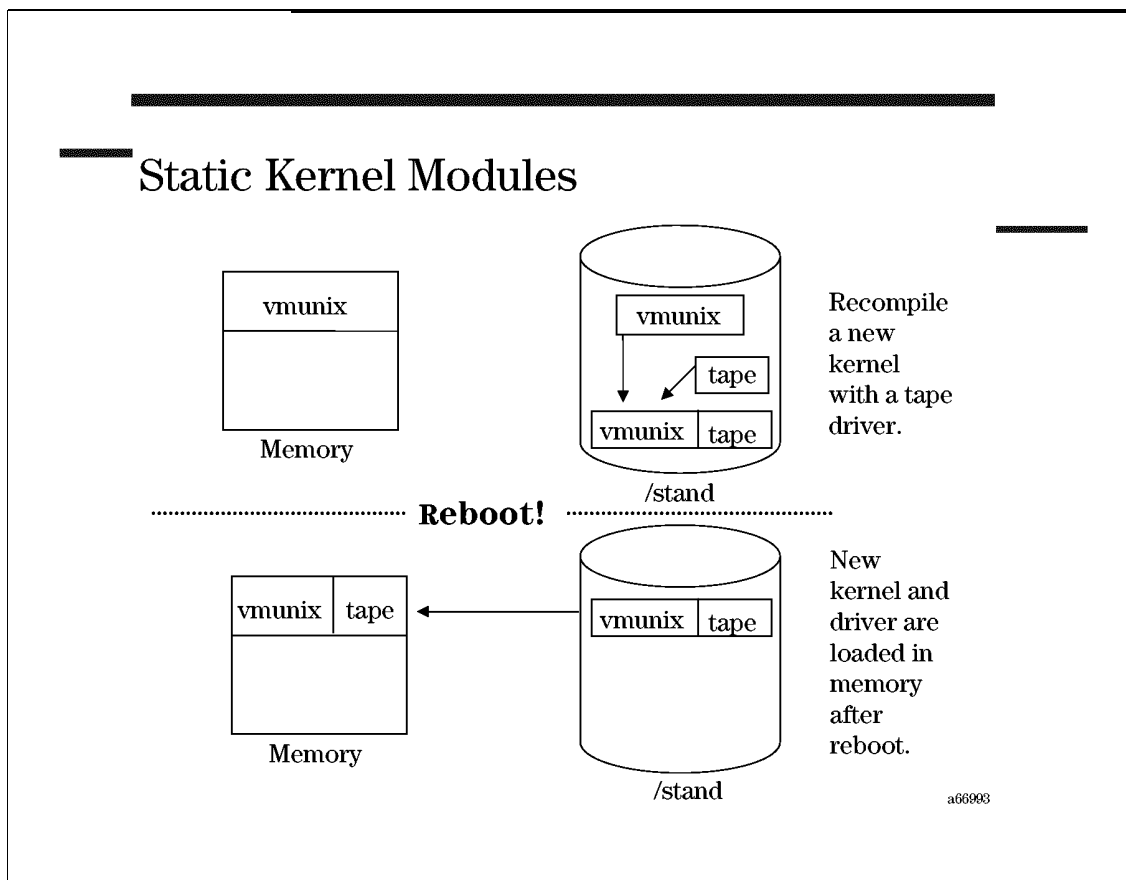 Static Kernel Modules
vmunix
Memory
vmunix
tape
vmunix tape
/stand
Recompile
a new
kernel
with a tape
driver.
Reboot!
vmunix tape
Memory
vmunix tape
/stand
New
kernel and
driver are
loaded in
memory
after
reboot.
a66993